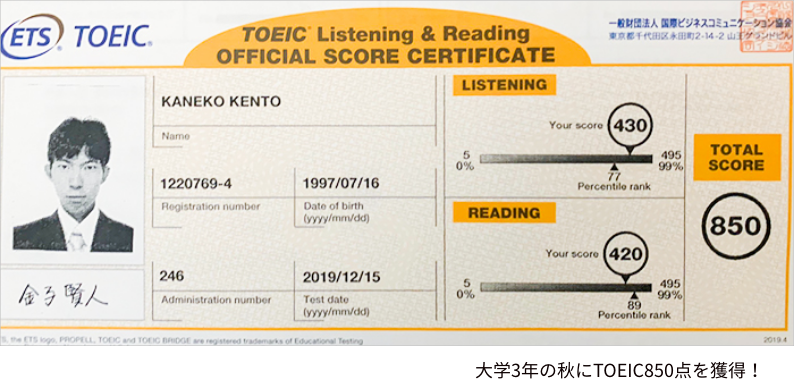 ETS® TOEIC®
TOEIC® Listening & Reading
OFFICIAL SCORE CERTIFICATE
一般財団法人 国際ビジネスコミュニケーション協会
東京都千代田区永田町2-14-2 山王グランドビル
KANEKO KENTO
Name
1220769-4
Registration number
1997/07/16
Date of birth
(yyyy/mm/dd)
246
Administration number
2019/12/15
Test date
(yyyy/mm/dd)
金子賢人
LISTENING
Your score 430
5 495
0% 99%
77
Percentile rank
READING
Your score 420
5 495
0% 99%
89
Percentile rank
TOTAL
SCORE
850
S, the ETS logo, PROPELL, TOEIC and TOEIC BRIDGE are registered trademarks of Educational Testing
2019.4
大学3年の秋にTOEIC850点を獲得！